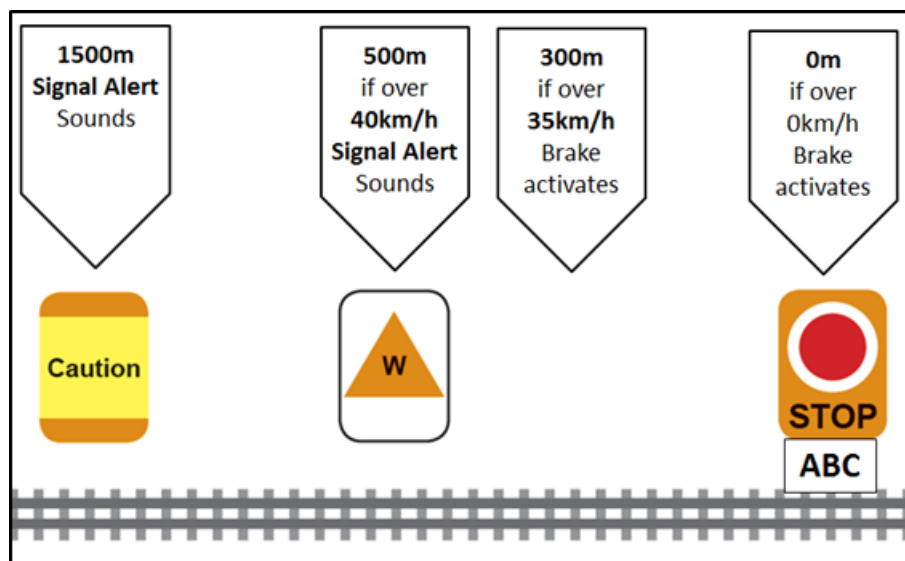 1500m
Signal Alert
Sounds
500m
if over
40km/h
Signal Alert
Sounds
300m
if over
35km/h
Brake
activates
0m
if over
0km/h
Brake
activates
Caution
W
STOP
ABC